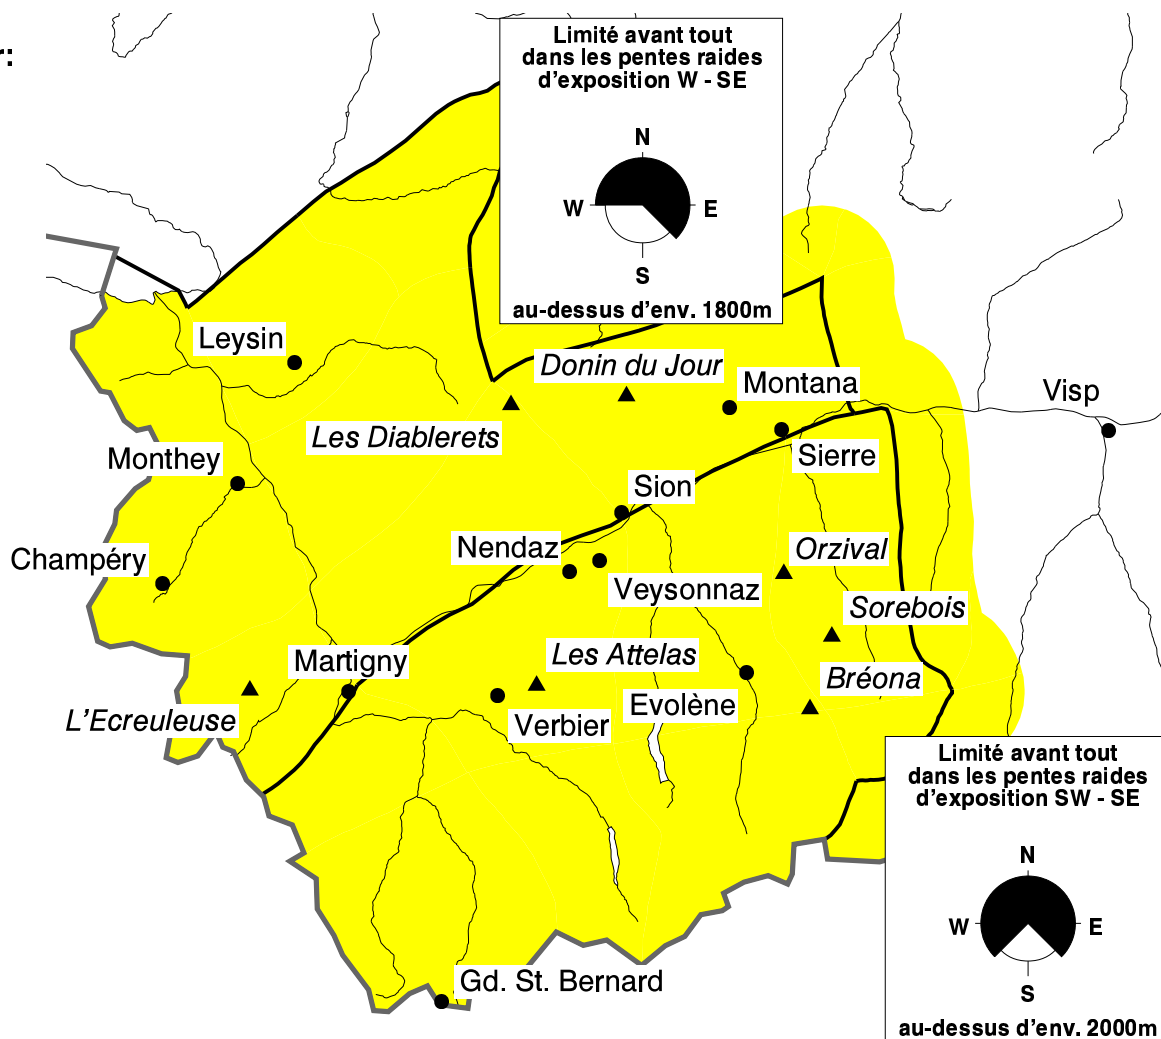 r:
Limité avant tout
dans les pentes raides
d'exposition W - SE
N
W
E
S
au-dessus d'env. 1800m
Leysin
Donin du Jour
Montana
Visp
Les Diablerets
Sierre
Monthey
Sion
Nendaz
Orzival
Champéry
Veysonnaz
Sorebois
Martigny
Les Attelas
Bréona
L'Ecreuleuse
Verbier
Evolène
Limité avant tout
dans les pentes raides
d'exposition SW - SE
N
W
E
S
au-dessus d'env. 2000m
Gd. St. Bernard